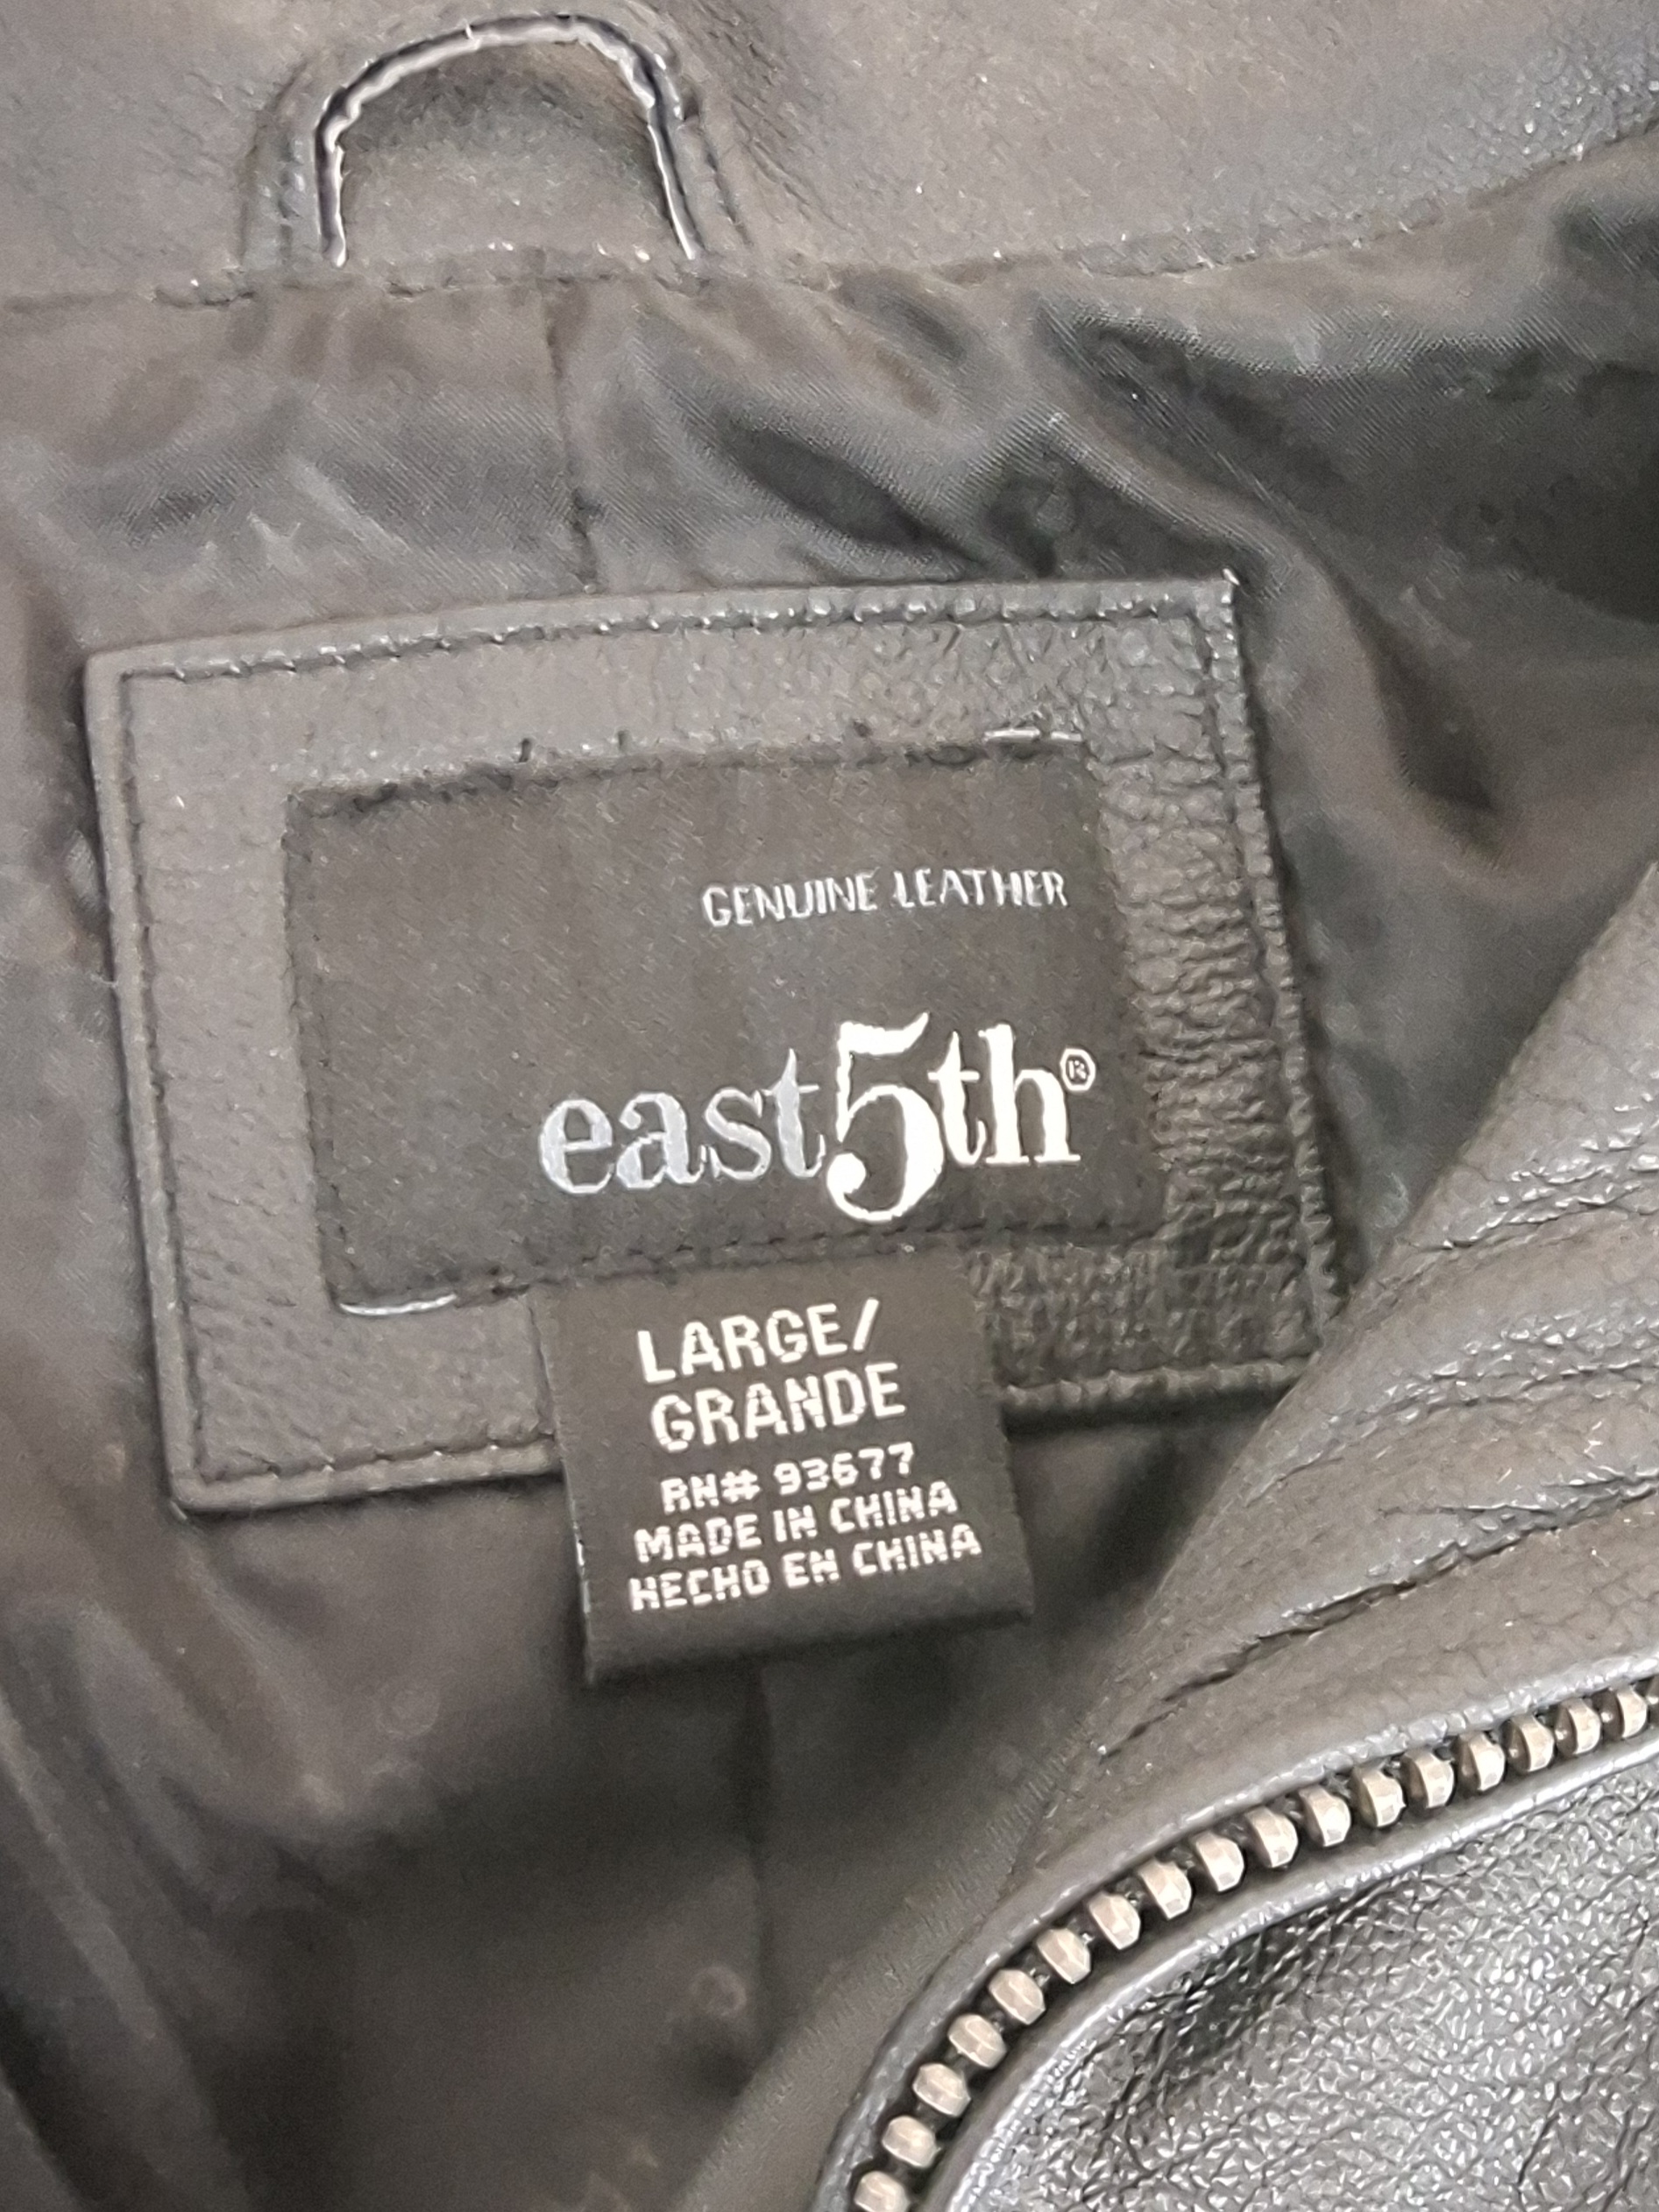 GENUINE LEATHER
east5th®
LARGE/
GRANDE
RN# 93677
MADE IN CHINA
HECHO EN CHINA